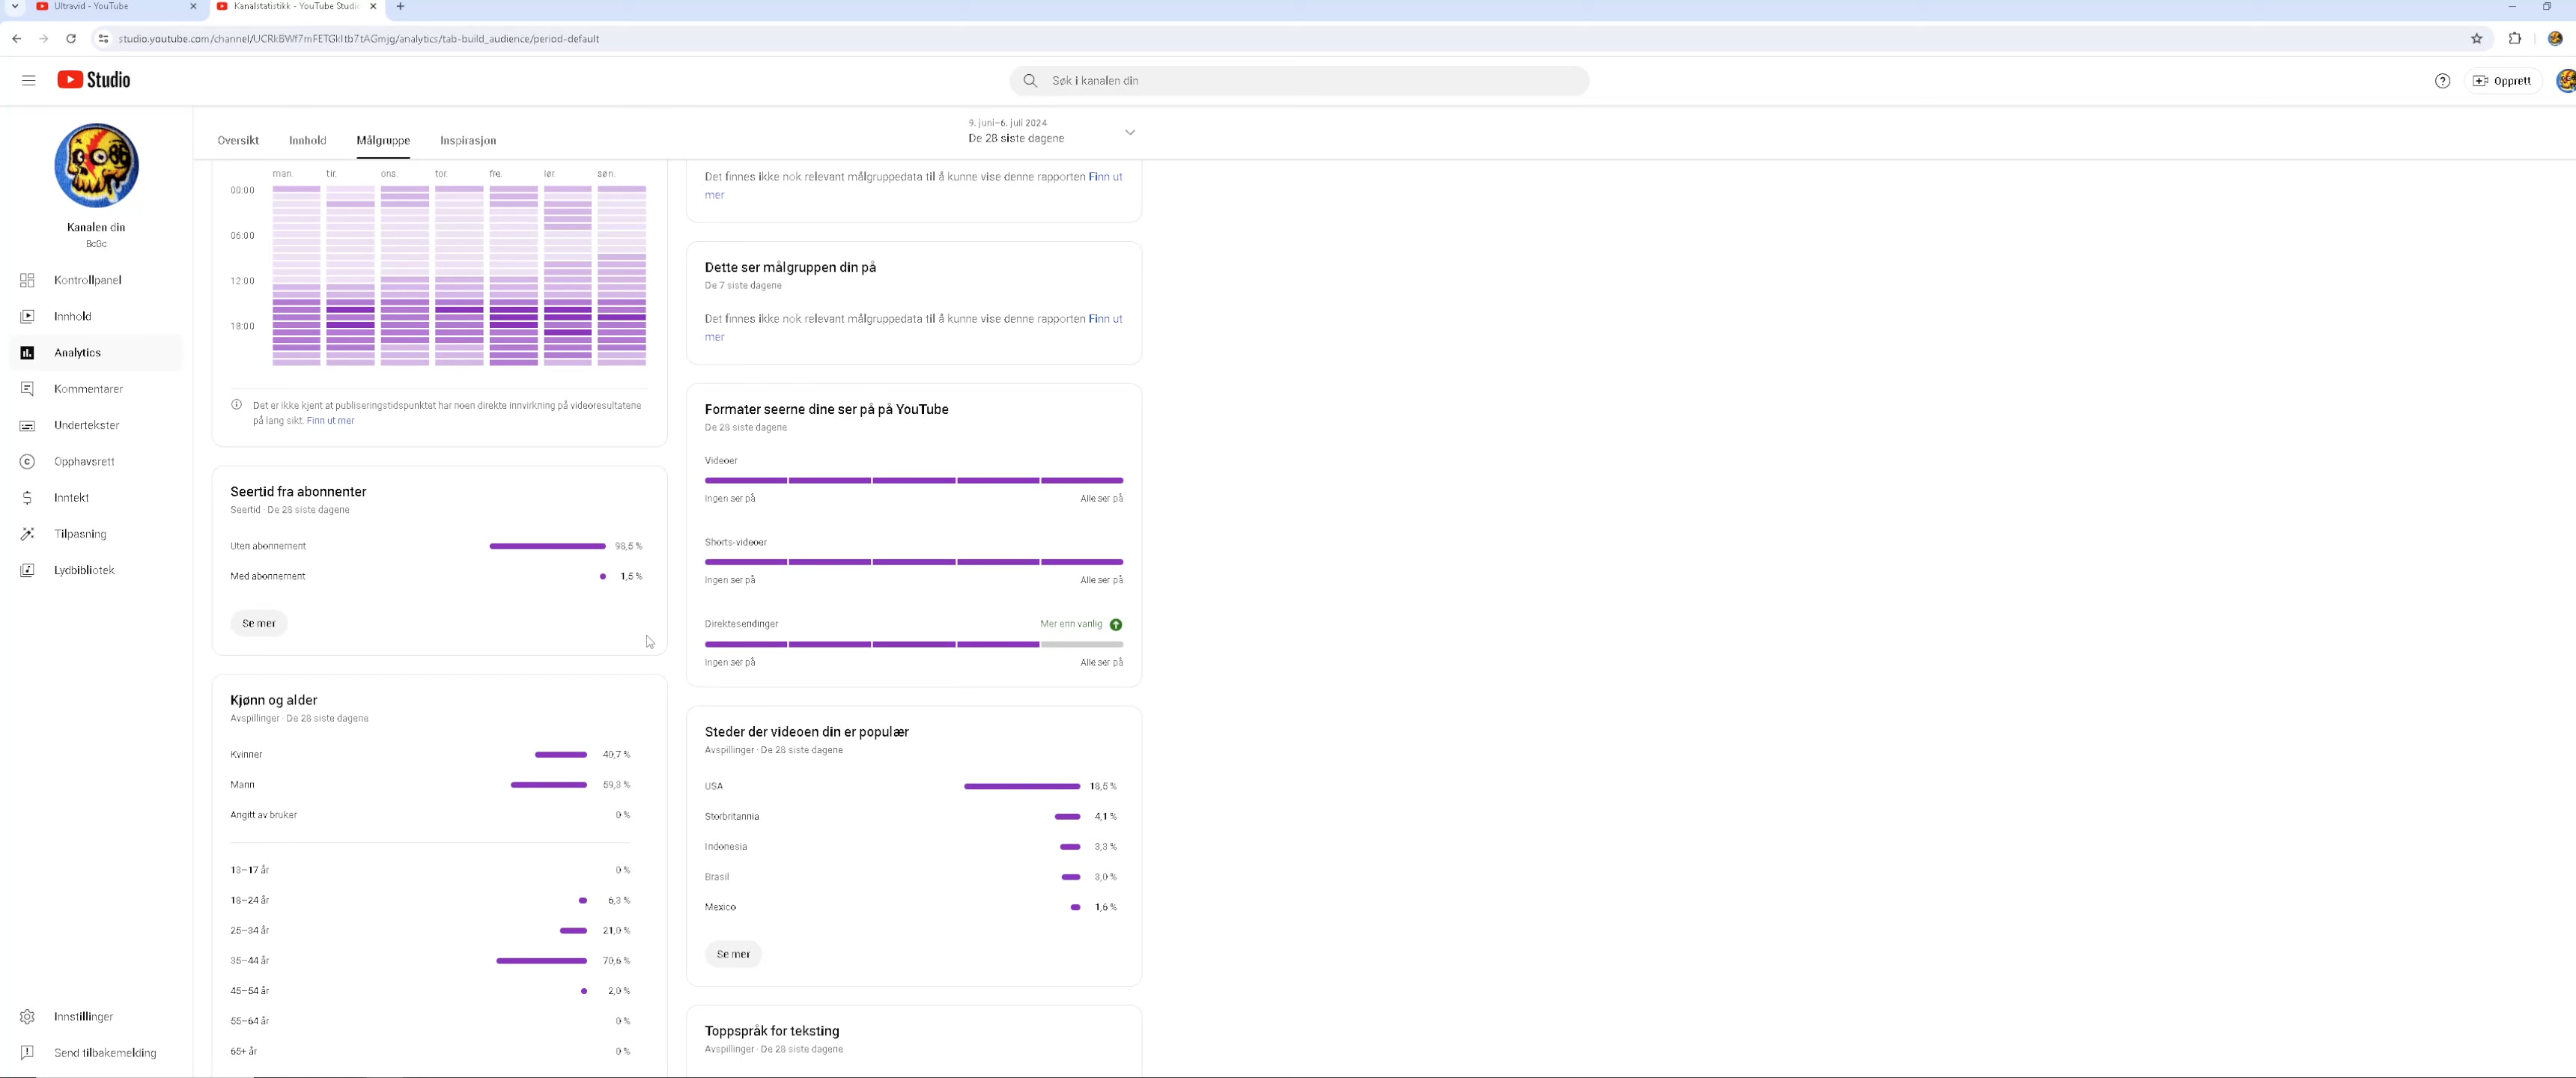 Ultravid - YouTube
Kanalstatistikk - YouTube Studio
studio.youtube.com/channel/UCRkBWf7mFETGkItb7tAGmjg/analytics/tab-build_audience/period-default
Studio
Søk i kanalen din
Opprett
Kanalen din
BcGc
Kontrollpanel
Innhold
Analytics
Kommentarer
Undertekster
Opphavsrett
Inntekt
Tilpasning
Lydbibliotek
Innstillinger
Send tilbakemelding
Oversikt Innhold Målgruppe Inspirasjon
9. juni–6. juli 2024
De 28 siste dagene
man. tir. ons. tor. fre. lør. søn.
00:00
06:00
12:00
18:00
Det er ikke kjent at publiseringstidspunktet har noen direkte innvirkning på videoresultatene
på lang sikt. Finn ut mer
Seertid fra abonnenter
Seertid · De 28 siste dagene
Uten abonnement 98,5 %
Med abonnement 1,5 %
Se mer
Kjønn og alder
Avspillinger · De 28 siste dagene
Kvinner 40,7 %
Mann 59,3 %
Angitt av bruker 0 %
13–17 år 0 %
18–24 år 6,3 %
25–34 år 21,0 %
35–44 år 70,6 %
45–54 år 2,0 %
55–64 år 0 %
65+ år 0 %
Det finnes ikke nok relevant målgruppedata til å kunne vise denne rapporten Finn ut
mer
Dette ser målgruppen din på
De 7 siste dagene
Det finnes ikke nok relevant målgruppedata til å kunne vise denne rapporten Finn ut
mer
Formater seerne dine ser på på YouTube
De 28 siste dagene
Videoer
Ingen ser på Alle ser på
Shorts-videoer
Ingen ser på Alle ser på
Direktesendinger Mer enn vanlig
Ingen ser på Alle ser på
Steder der videoen din er populær
Avspillinger · De 28 siste dagene
USA 18,5 %
Storbritannia 4,1 %
Indonesia 3,3 %
Brasil 3,0 %
Mexico 1,6 %
Se mer
Toppspråk for teksting
Avspillinger · De 28 siste dagene